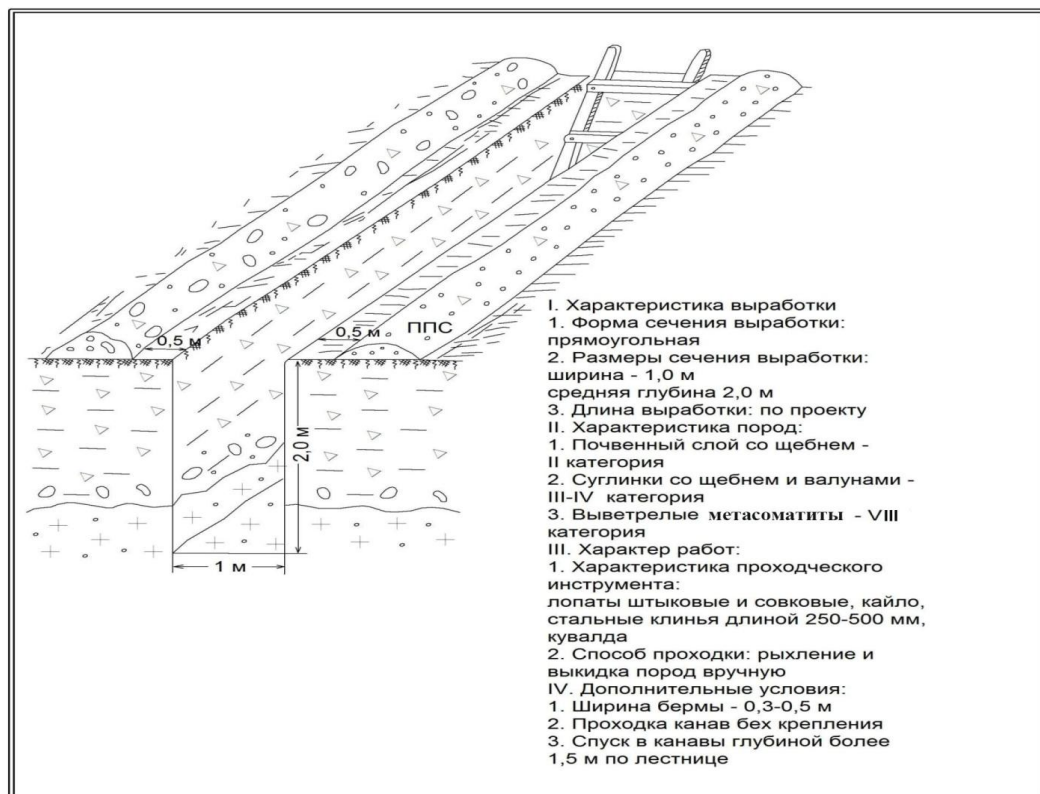 0,5 м
0,5 м
ППС
2,0 м
1 м
I. Характеристика выработки
1. Форма сечения выработки:
прямоугольная
2. Размеры сечения выработки:
ширина - 1,0 м
средняя глубина 2,0 м
3. Длина выработки: по проекту
II. Характеристика пород:
1. Почвенный слой со щебнем -
II категория
2. Суглинки со щебнем и валунами -
III-IV категория
3. Выветрелые метасоматиты - VIII
категория
III. Характер работ:
1. Характеристика проходческого
инструмента:
лопаты штыковые и совковые, кайло,
стальные клинья длиной 250-500 мм,
кувалда
2. Способ проходки: рыхление и
выкидка пород вручную
IV. Дополнительные условия:
1. Ширина бермы - 0,3-0,5 м
2. Проходка канав бех крепления
3. Спуск в канавы глубиной более
1,5 м по лестнице